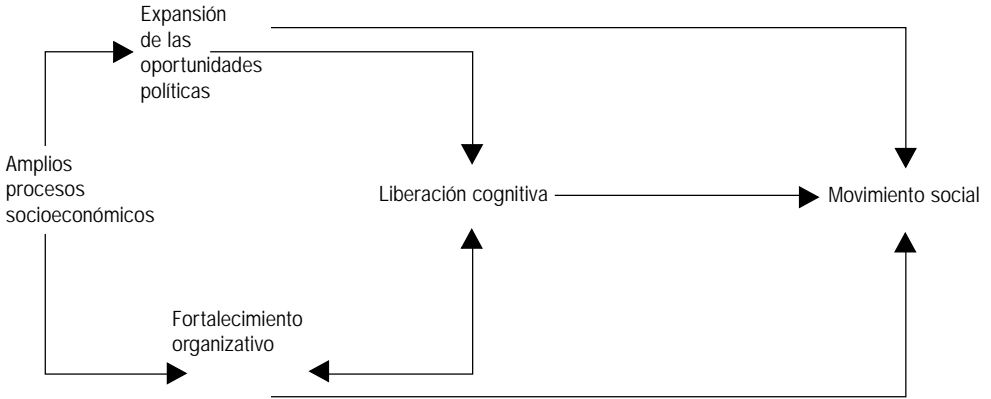 Expansión
de las
oportunidades
políticas
Amplios
procesos
socioeconómicos
Liberación cognitiva
Movimiento social
Fortalecimiento
organizativo